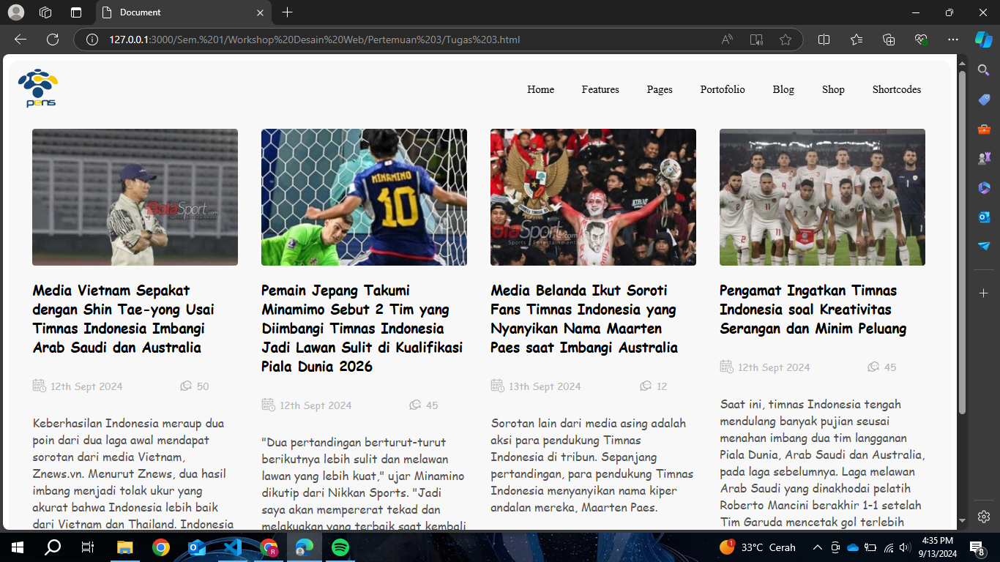 Document
127.0.0.1:3000/Sem.%201/Workshop%20Desain%20Web/Pertemuan%203/Tugas%203.html
pens
Home Features Pages Portofolio Blog Shop Shortcodes
BolaSport.com
Sports Entertainment
MINAMINO
10
BolaSport.com
Sports Entertainment
Media Vietnam Sepakat
dengan Shin Tae-yong Usai
Timnas Indonesia Imbangi
Arab Saudi dan Australia
12th Sept 2024 50
Keberhasilan Indonesia meraup dua
poin dari dua laga awal mendapat
sorotan dari media Vietnam,
Znews.vn. Menurut Znews, dua hasil
imbang menjadi tolak ukur yang
akurat bahwa Indonesia lebih baik
dari Vietnam dan Thailand. Indonesia
Pemain Jepang Takumi
Minamimo Sebut 2 Tim yang
Diimbangi Timnas Indonesia
Jadi Lawan Sulit di Kualifikasi
Piala Dunia 2026
12th Sept 2024 45
"Dua pertandingan berturut-turut
berikutnya lebih sulit dan melawan
lawan yang lebih kuat," ujar Minamino
dikutip dari Nikkan Sports. "Jadi
saya akan mempererat tekad dan
melakuakan yang terbaik saat kembali
Media Belanda Ikut Soroti
Fans Timnas Indonesia yang
Nyanyikan Nama Maarten
Paes saat Imbangi Australia
13th Sept 2024 12
Sorotan lain dari media asing adalah
aksi para pendukung Timnas
Indonesia di tribun. Sepanjang
pertandingan, para pendukung Timnas
Indonesia menyanyikan nama kiper
andalan mereka, Maarten Paes.
Pengamat Ingatkan Timnas
Indonesia soal Kreativitas
Serangan dan Minim Peluang
12th Sept 2024 45
Saat ini, timnas Indonesia tengah
mendulang banyak pujian seusai
menahan imbang dua tim langganan
Piala Dunia, Arab Saudi dan Australia,
pada laga sebelumnya. Laga melawan
Arab Saudi yang dinakhodai pelatih
Roberto Mancini berakhir 1-1 setelah
Tim Garuda mencetak gol terlebih
1
33°C Cerah
4:35 PM
9/13/2024
8